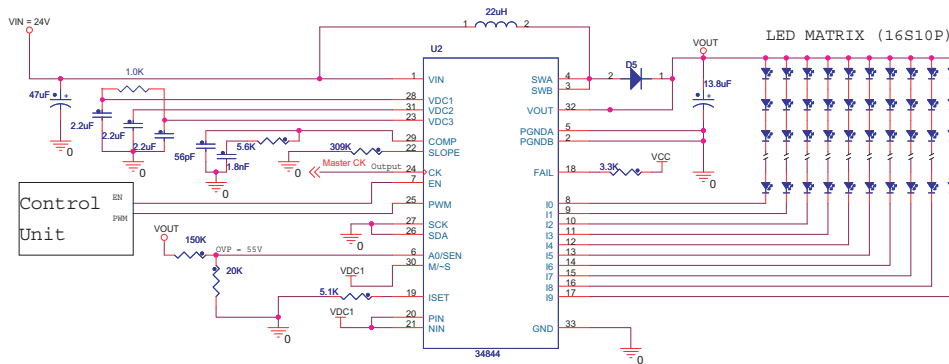 VIN = 24V
22uH
1
2
LED MATRIX (16S10P)
VOUT
U2
D5
2
1
13.8uF
47uF
1.0K
2.2uF
2.2uF
2.2uF
0
0
0
0
0
0
0
0
0
0
56pF
1.8nF
5.6K
309K
Master CK
Output
3.3K
VCC
Control
Unit
EN
PWM
VOUT
150K
OVP = 55V
20K
VDC1
5.1K
VDC1
1 VIN
28 VDC1
31 VDC2
23 VDC3
29 COMP
22 SLOPE
24 CK
7 EN
25 PWM
27 SCK
26 SDA
6 A0/SEN
30 M/~S
19 ISET
20 PIN
21 NIN
SWA 4
SWB 3
VOUT 32
PGNDA 5
PGNDB 2
FAIL 18
I0 8
I1 9
I2 10
I3 11
I4 12
I5 13
I6 14
I7 15
I8 16
I9 17
GND 33
34844